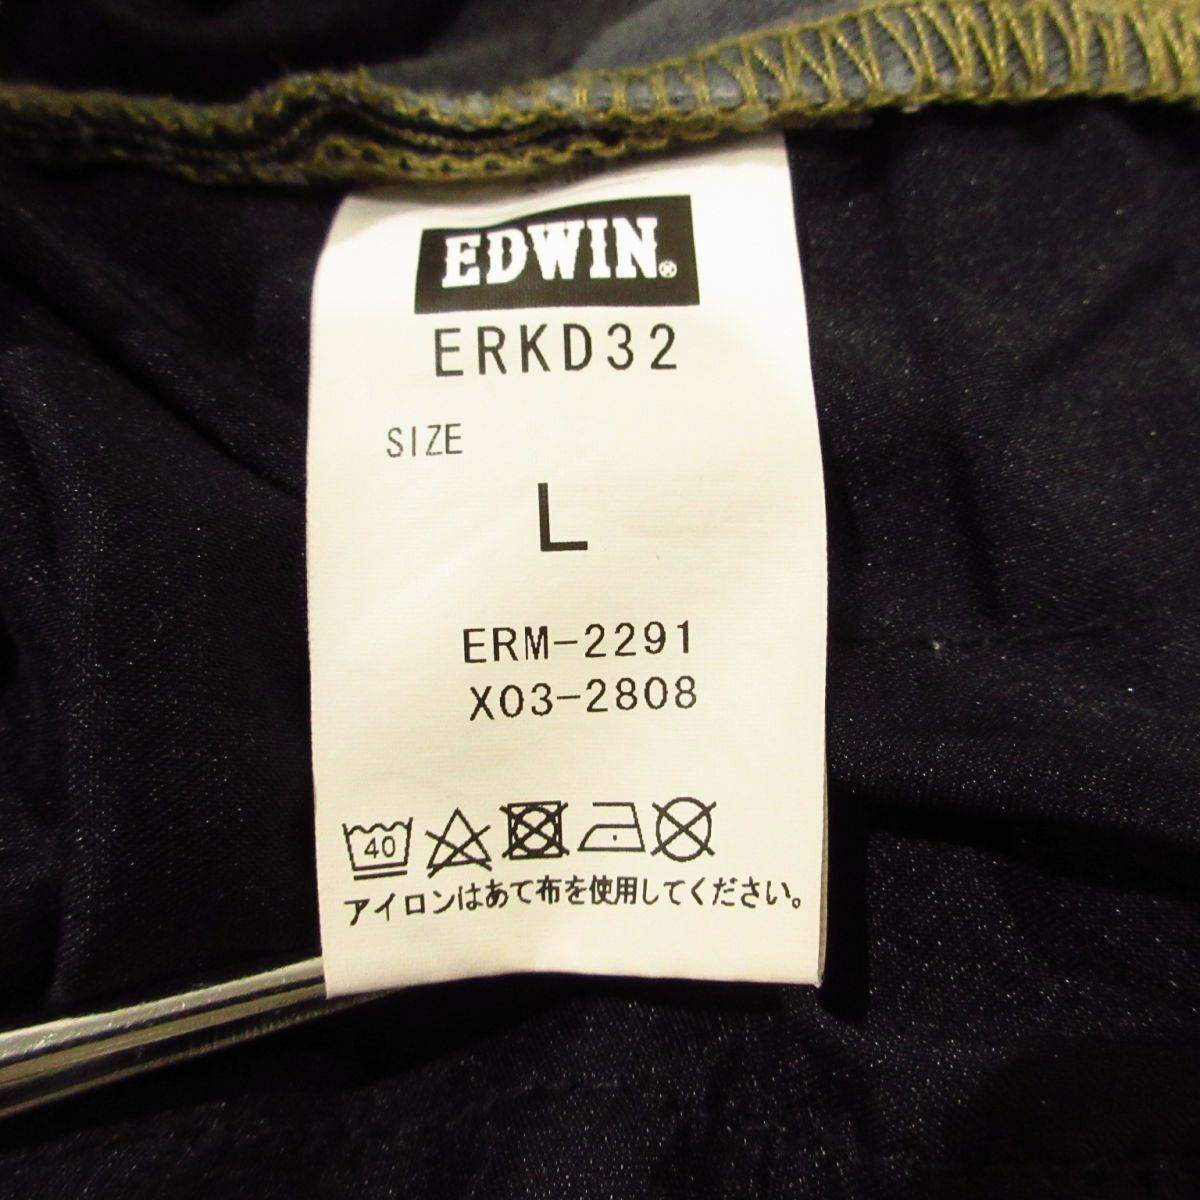 EDWIN®
ERKD32
SIZE
L
ERM-2291
X03-2808
40
アイロンはあて布を使用してください。